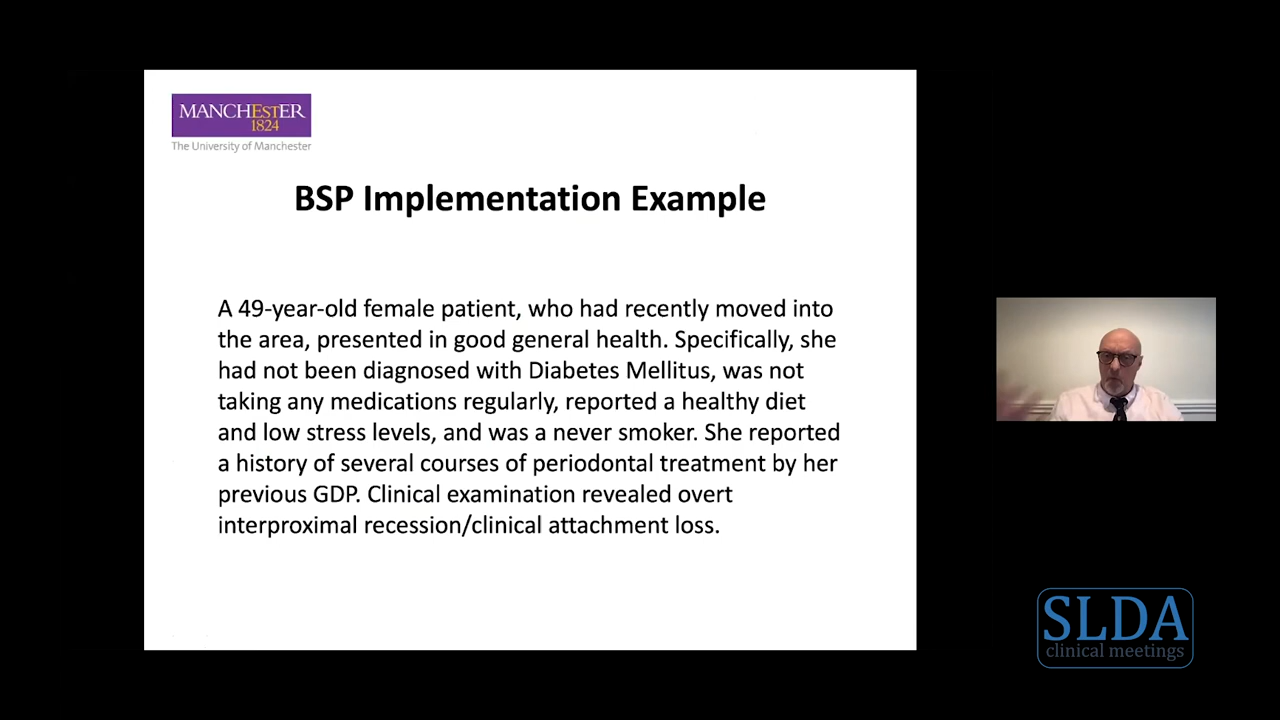 MANCHESTER
1824
The University of Manchester
BSP Implementation Example
A 49-year-old female patient, who had recently moved into
the area, presented in good general health. Specifically, she
had not been diagnosed with Diabetes Mellitus, was not
taking any medications regularly, reported a healthy diet
and low stress levels, and was a never smoker. She reported
a history of several courses of periodontal treatment by her
previous GDP. Clinical examination revealed overt
interproximal recession/clinical attachment loss.
SLDA
clinical meetings